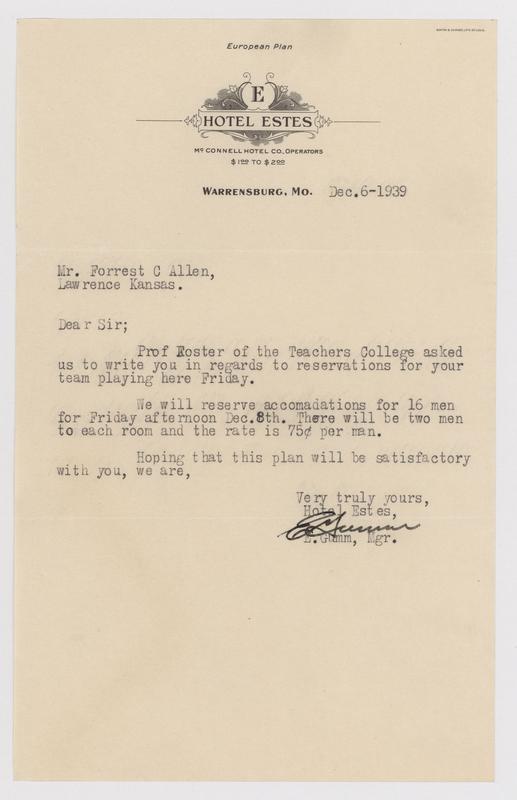 European Plan
E
HOTEL ESTES
Mc CONNELL HOTEL CO., OPERATORS
$1.00 TO $2.00
WARRENSBURG, MO. Dec.6-1939
Mr. Forrest C Allen,
Lawrence Kansas.
Dear Sir;
Prof Foster of the Teachers College asked
us to write you in regards to reservations for your
team playing here Friday.
We will reserve accomadations for 16 men
for Friday afternoon Dec.8th. There will be two men
to each room and the rate is 75¢ per man.
Hoping that this plan will be satisfactory
with you, we are,
Very truly yours,
Hotel Estes,
E.Gumm, Mgr.